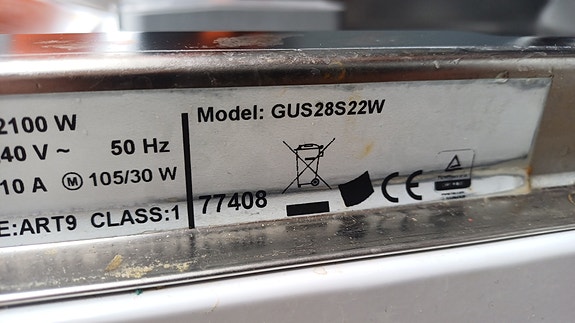 2100 W
40 V ~ 50 Hz
10 A M 105/30 W
E:ART9 CLASS:1
Model: GUS28S22W
77408
CE